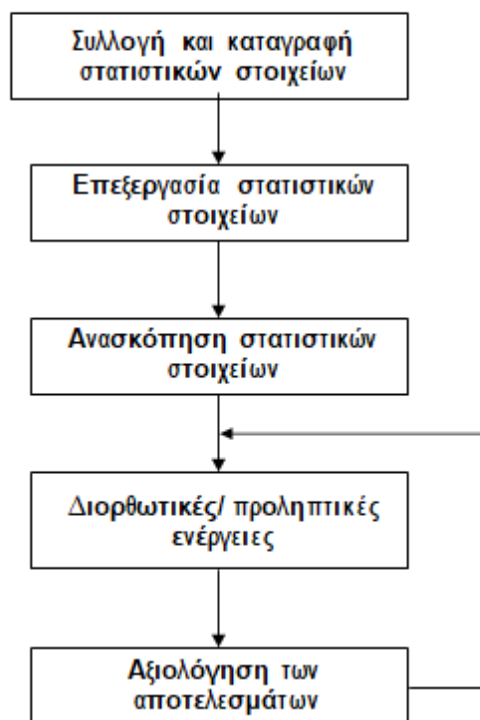 Συλλογή και καταγραφή
στατιστικών στοιχείων
Επεξεργασία στατιστικών
στοιχείων
Ανασκόπηση στατιστικών
στοιχείων
Διορθωτικές/ προληπτικές
ενέργειες
Αξιολόγηση των
αποτελεσμάτων